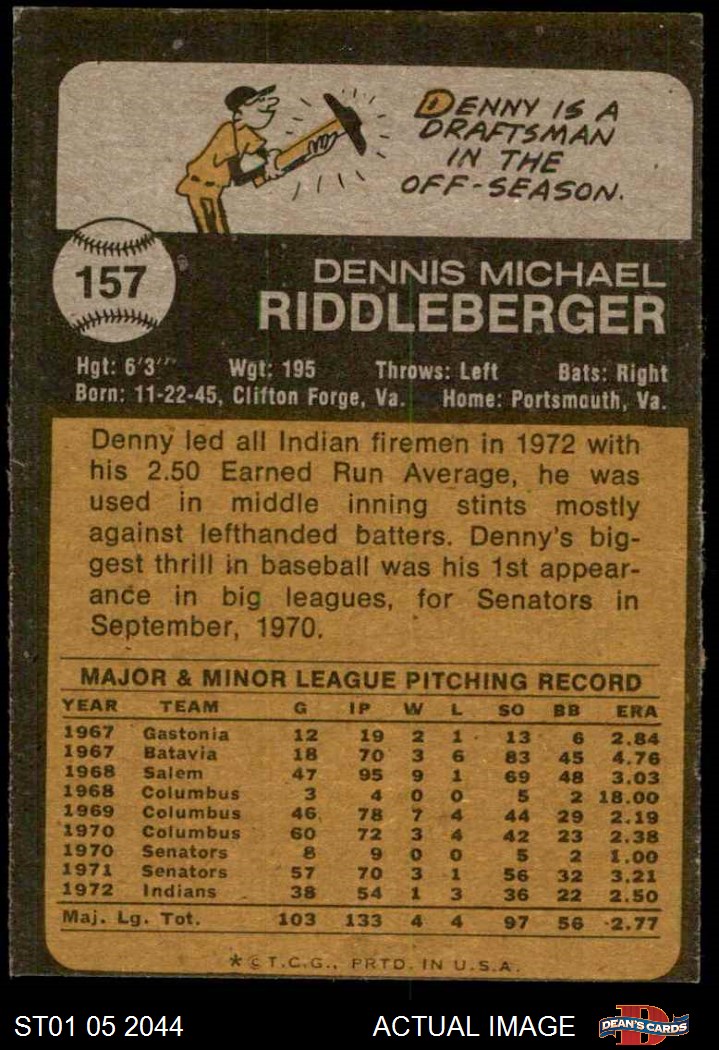 DENNY IS A
DRAFTSMAN
IN THE
OFF-SEASON.
157
DENNIS MICHAEL
RIDDLEBERGER
Hgt: 6'3" Wgt: 195 Throws: Left Bats: Right
Born: 11-22-45, Clifton Forge, Va. Home: Portsmouth, Va.
Denny led all Indian firemen in 1972 with
his 2.50 Earned Run Average, he was
used in middle inning stints mostly
against lefthanded batters. Denny's big-
gest thrill in baseball was his 1st appear-
ance in big leagues, for Senators in
September, 1970.
MAJOR & MINOR LEAGUE PITCHING RECORD
YEAR TEAM G IP W L SO BB ERA
1967 Gastonia 12 19 2 1 13 6 2.84
1967 Batavia 18 70 3 6 83 45 4.76
1968 Salem 47 95 9 1 69 48 3.03
1968 Columbus 3 4 0 0 5 2 18.00
1969 Columbus 46 78 7 4 44 29 2.19
1970 Columbus 60 72 3 4 42 23 2.38
1970 Senators 8 9 0 0 5 2 1.00
1971 Senators 57 70 3 1 56 32 3.21
1972 Indians 38 54 1 3 36 22 2.50
Maj. Lg. Tot. 103 133 4 4 97 56 2.77
*©T.C.G., PRTD. IN U.S.A.
ST01 05 2044 ACTUAL IMAGE DEAN'S CARDS